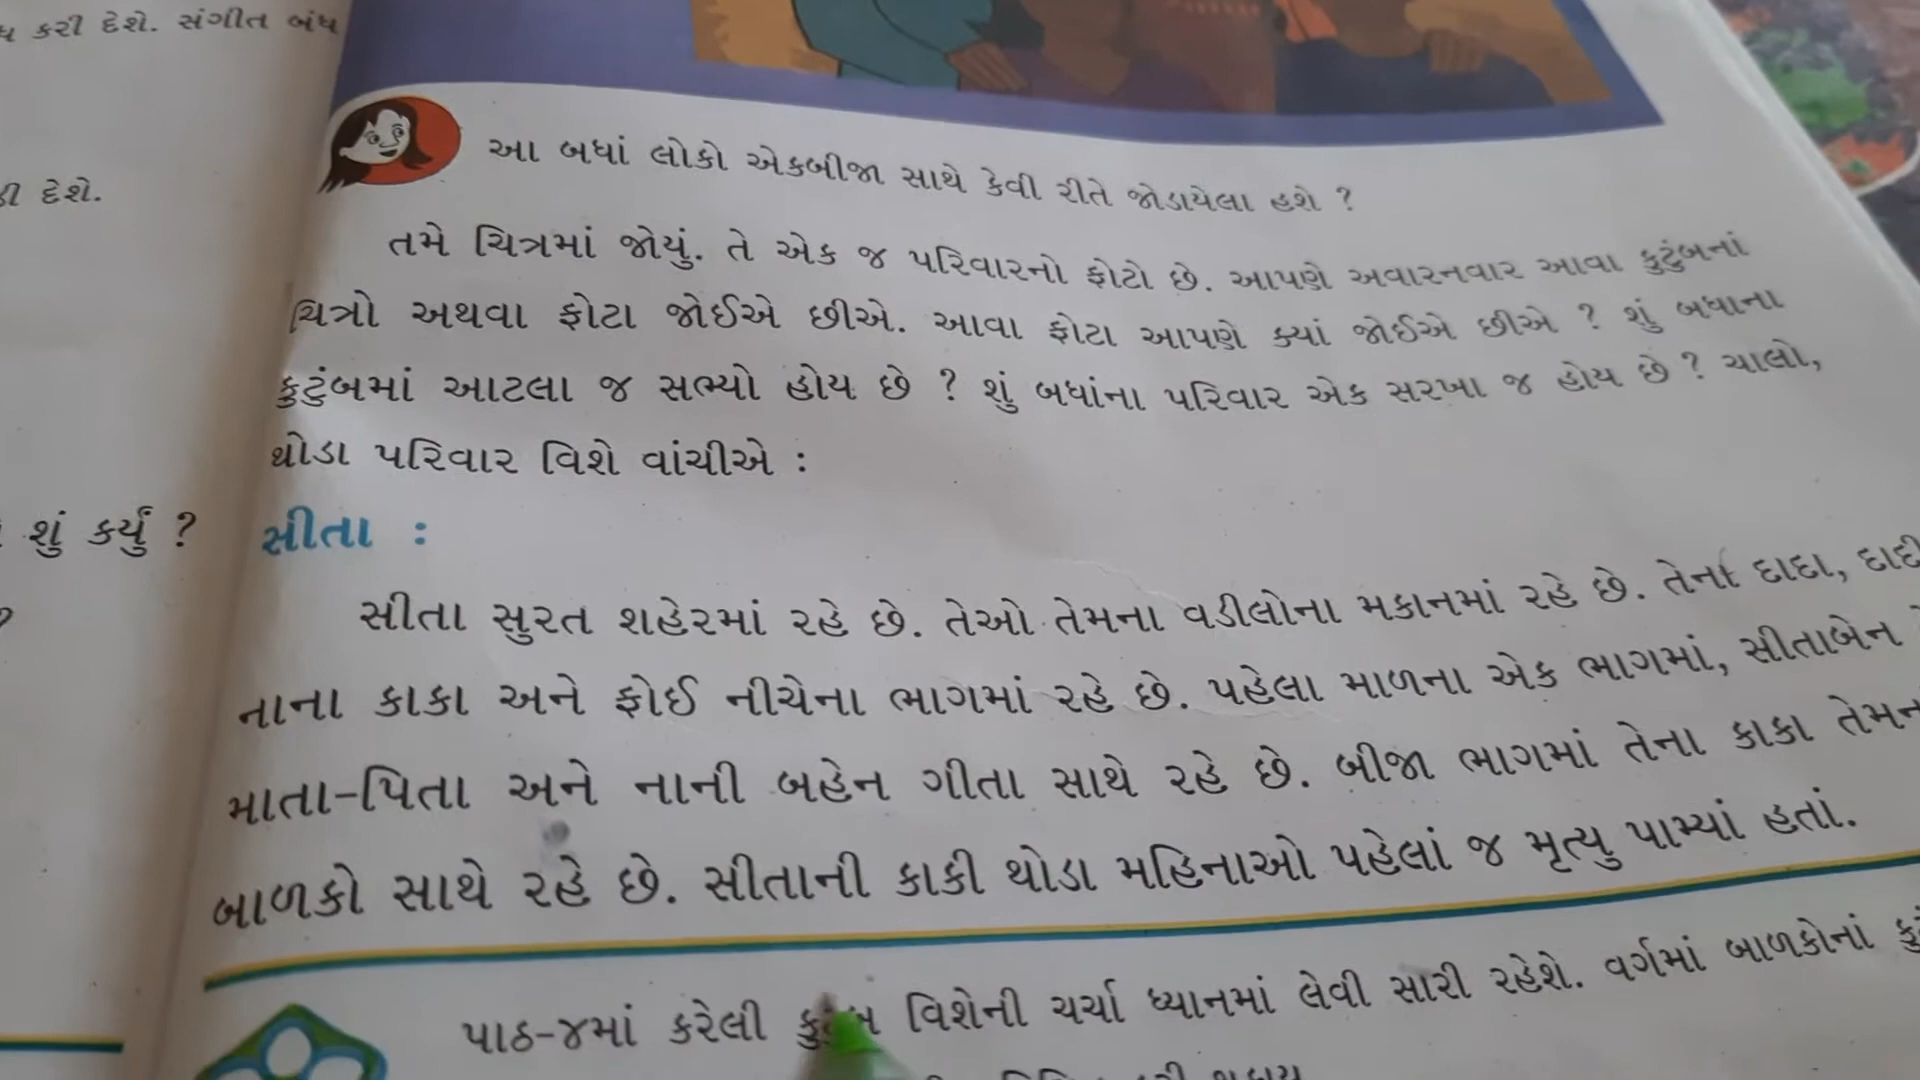 કરી દેશે. સંગીત બંધ
દેશે.
શું કર્યું ?
આ બધાં લોકો એકબીજા સાથે કેવી રીતે જોડાયેલા હશે ?
તમે ચિત્રમાં જોયું. તે એક જ પરિવારનો ફોટો છે. આપણે અવારનવાર આવા કુટુંબનાં
ચિત્રો અથવા ફોટા જોઈએ છીએ. આવા ફોટા આપણે ક્યાં જોઈએ છીએ ? શું બધાના
કુટુંબમાં આટલા જ સભ્યો હોય છે ? શું બધાંના પરિવાર એક સરખા જ હોય છે ? ચાલો,
થોડા પરિવાર વિશે વાંચીએ :
સીતા :
સીતા સુરત શહેરમાં રહે છે. તેઓ તેમના વડીલોના મકાનમાં રહે છે. તેના દાદા, દાદી
નાના કાકા અને ફોઈ નીચેના ભાગમાં રહે છે. પહેલા માળના એક ભાગમાં, સીતાબેન
માતા-પિતા અને નાની બહેન ગીતા સાથે રહે છે. બીજા ભાગમાં તેના કાકા
બાળકો સાથે રહે છે. સીતાની કાકી થોડા મહિનાઓ પહેલાં જ મૃત્યુ પામ્યાં હતાં.
પાઠ-૪માં કરેલી વિશેની ચર્ચા ધ્યાનમાં લેવી સારી રહેશે. વર્ગમાં બાળકોનાં